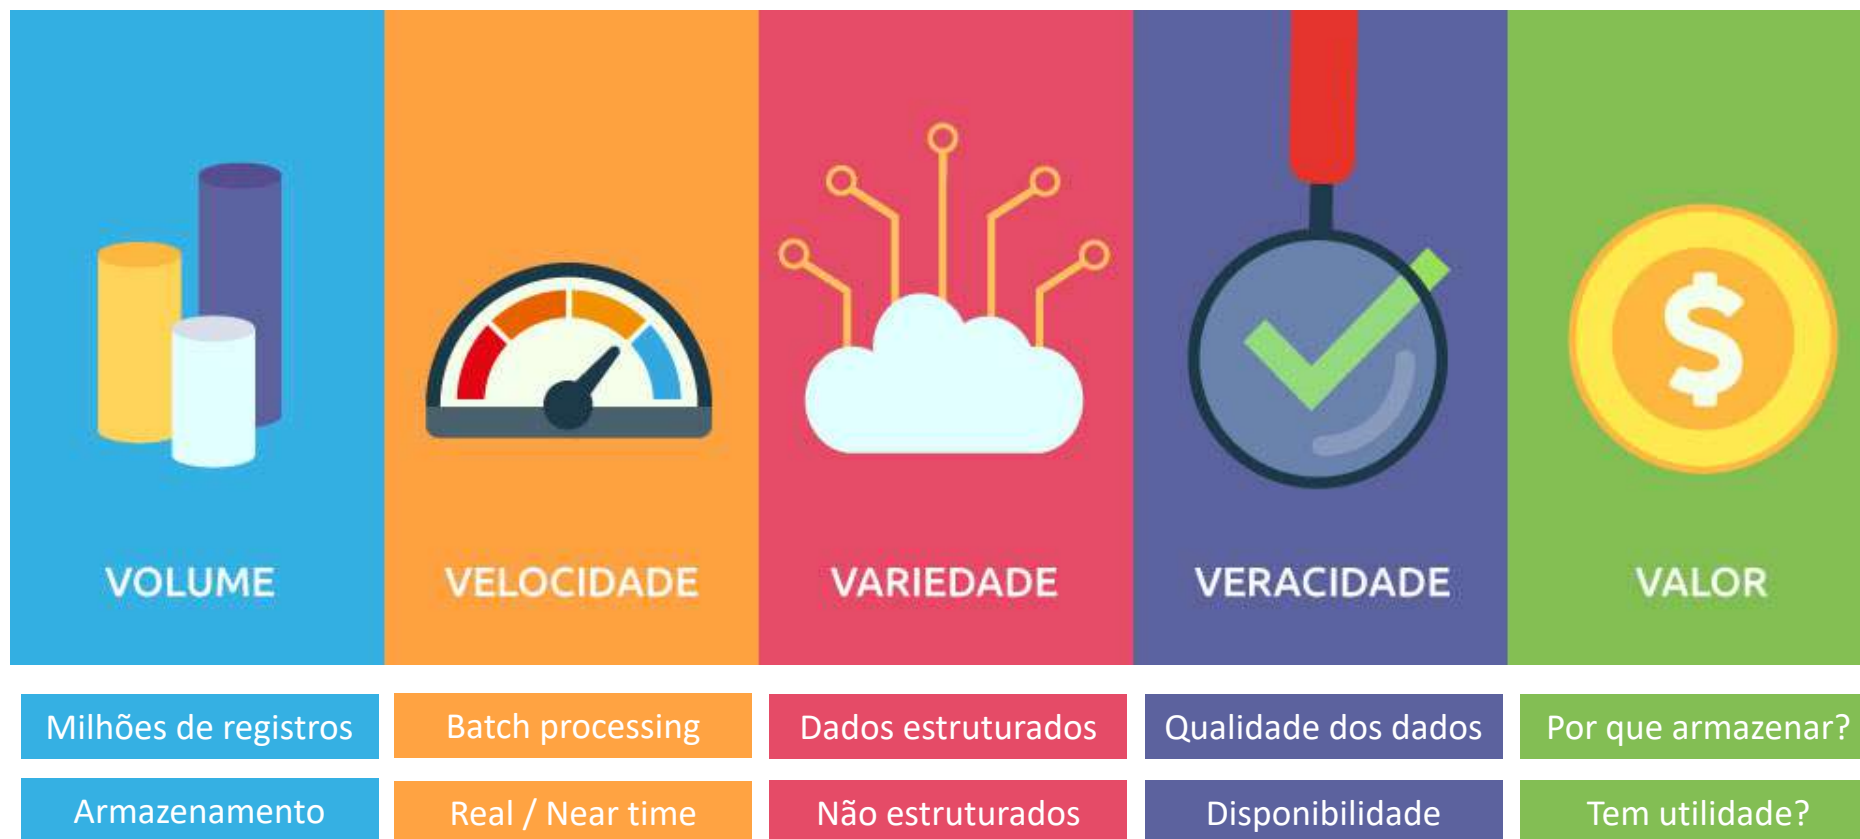 VOLUME
VELOCIDADE
VARIEDADE
VERACIDADE
VALOR
Milhões de registros
Batch processing
Dados estruturados
Qualidade dos dados
Por que armazenar?
Armazenamento
Real / Near time
Não estruturados
Disponibilidade
Tem utilidade?